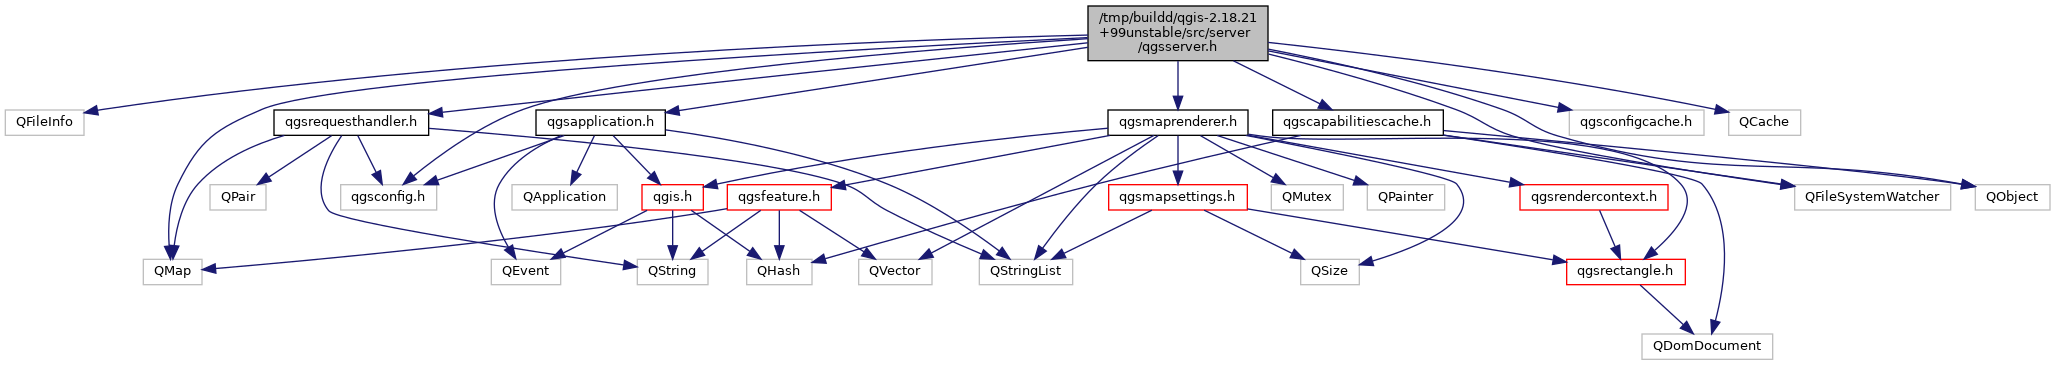 /tmp/buildd/qgis-2.18.21
+99unstable/src/server
/qgsserver.h
QFileInfo
qgsrequesthandler.h
qgsapplication.h
qgsmaprenderer.h
qgscapabilitiescache.h
qgsconfigcache.h
QCache
QPair
qgsconfig.h
QApplication
qgis.h
qgsfeature.h
qgsmapsettings.h
QMutex
QPainter
qgsrendercontext.h
QFileSystemWatcher
QObject
QMap
QEvent
QString
QHash
QVector
QStringList
QSize
qgsrectangle.h
QDomDocument